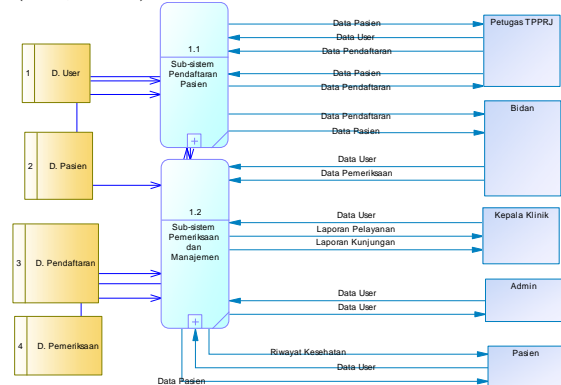 1 D. User
2 D. Pasien
3 D. Pendaftaran
4 D. Pemeriksaan
1.1
Sub-sistem
Pendaftaran
Pasien
1.2
Sub-sistem
Pemeriksaan
dan
Manajemen
Data Pasien
Data User
Data Pendaftaran
Data Pasien
Data Pendaftaran
Petugas TPPRJ
Data Pendaftaran
Data Pasien
Data User
Data Pemeriksaan
Bidan
Data User
Laporan Pelayanan
Laporan Kunjungan
Kepala Klinik
Data User
Data User
Admin
Riwayat Kesehatan
Data User
Data Pasien
Pasien